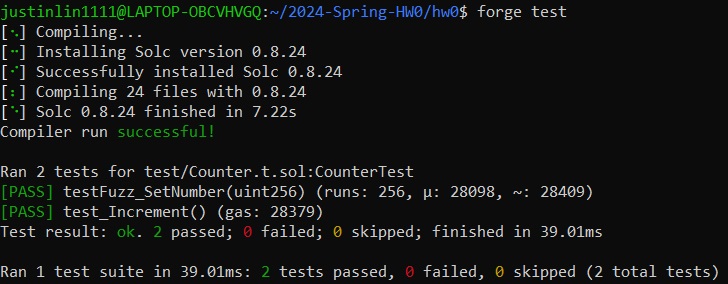 justinlin1111@LAPTOP-OBCVHVGQ:~/2024-Spring-HW0/hw0$ forge test
[⠢] Compiling...
[⠒] Installing Solc version 0.8.24
[⠊] Successfully installed Solc 0.8.24
[⠆] Compiling 24 files with 0.8.24
[⠑] Solc 0.8.24 finished in 7.22s
Compiler run successful!
Ran 2 tests for test/Counter.t.sol:CounterTest
[PASS] testFuzz_SetNumber(uint256) (runs: 256, μ: 28098, ~: 28409)
[PASS] test_Increment() (gas: 28379)
Test result: ok. 2 passed; 0 failed; 0 skipped; finished in 39.01ms
Ran 1 test suite in 39.01ms: 2 tests passed, 0 failed, 0 skipped (2 total tests)